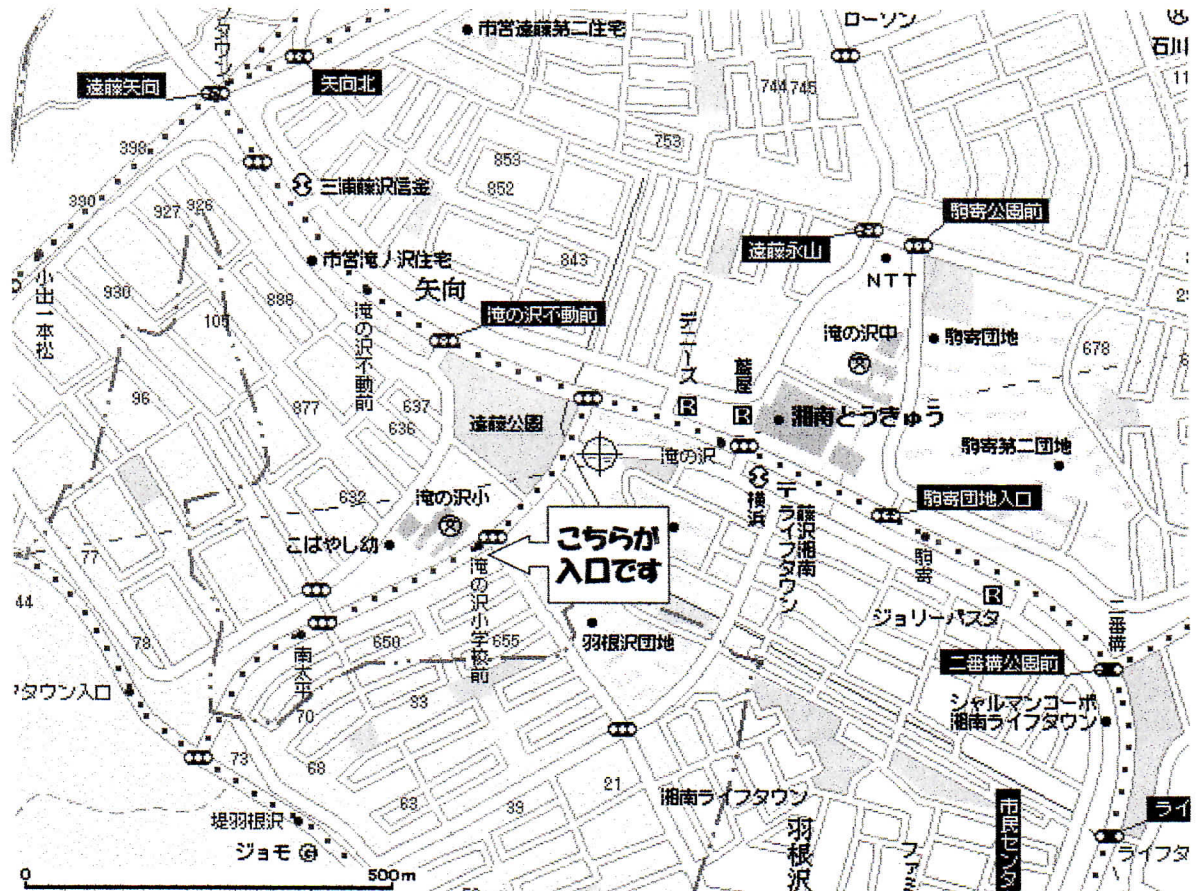 ローソン
市営遠藤第二住宅
石川
タウン
矢向北
遠藤矢向
744
745
753
398
853
852
三浦藤沢信金
390
927
926
駒寄公園前
遠藤永山
NTT
市営滝ノ沢住宅
843
矢向
小出一本松
930
886
105
滝の沢不動前
滝の沢不動前
デニーズ
藍屋
滝の沢中
駒寄団地
678
96
877
637
636
遠藤公園
R
R
湘南とうきゅう
滝の沢
駒寄第二団地
632
滝の沢小
横浜
駒寄団地入口
こばやし幼
こちらが
入口です
藤沢湘南
ライフタウン
駒寄
77
44
滝の沢小学校前
R
ジョリーパスタ
二番構
78
650
655
羽根沢団地
南大平
二番構公園前
タウン入口
70
33
シャルマンコーポ
湘南ライフタウン
73
68
21
63
39
湘南ライフタウン
羽根沢
市民センタ
ライ
堤羽根沢
ジョモ
ファミ
ライフタ
0
500m